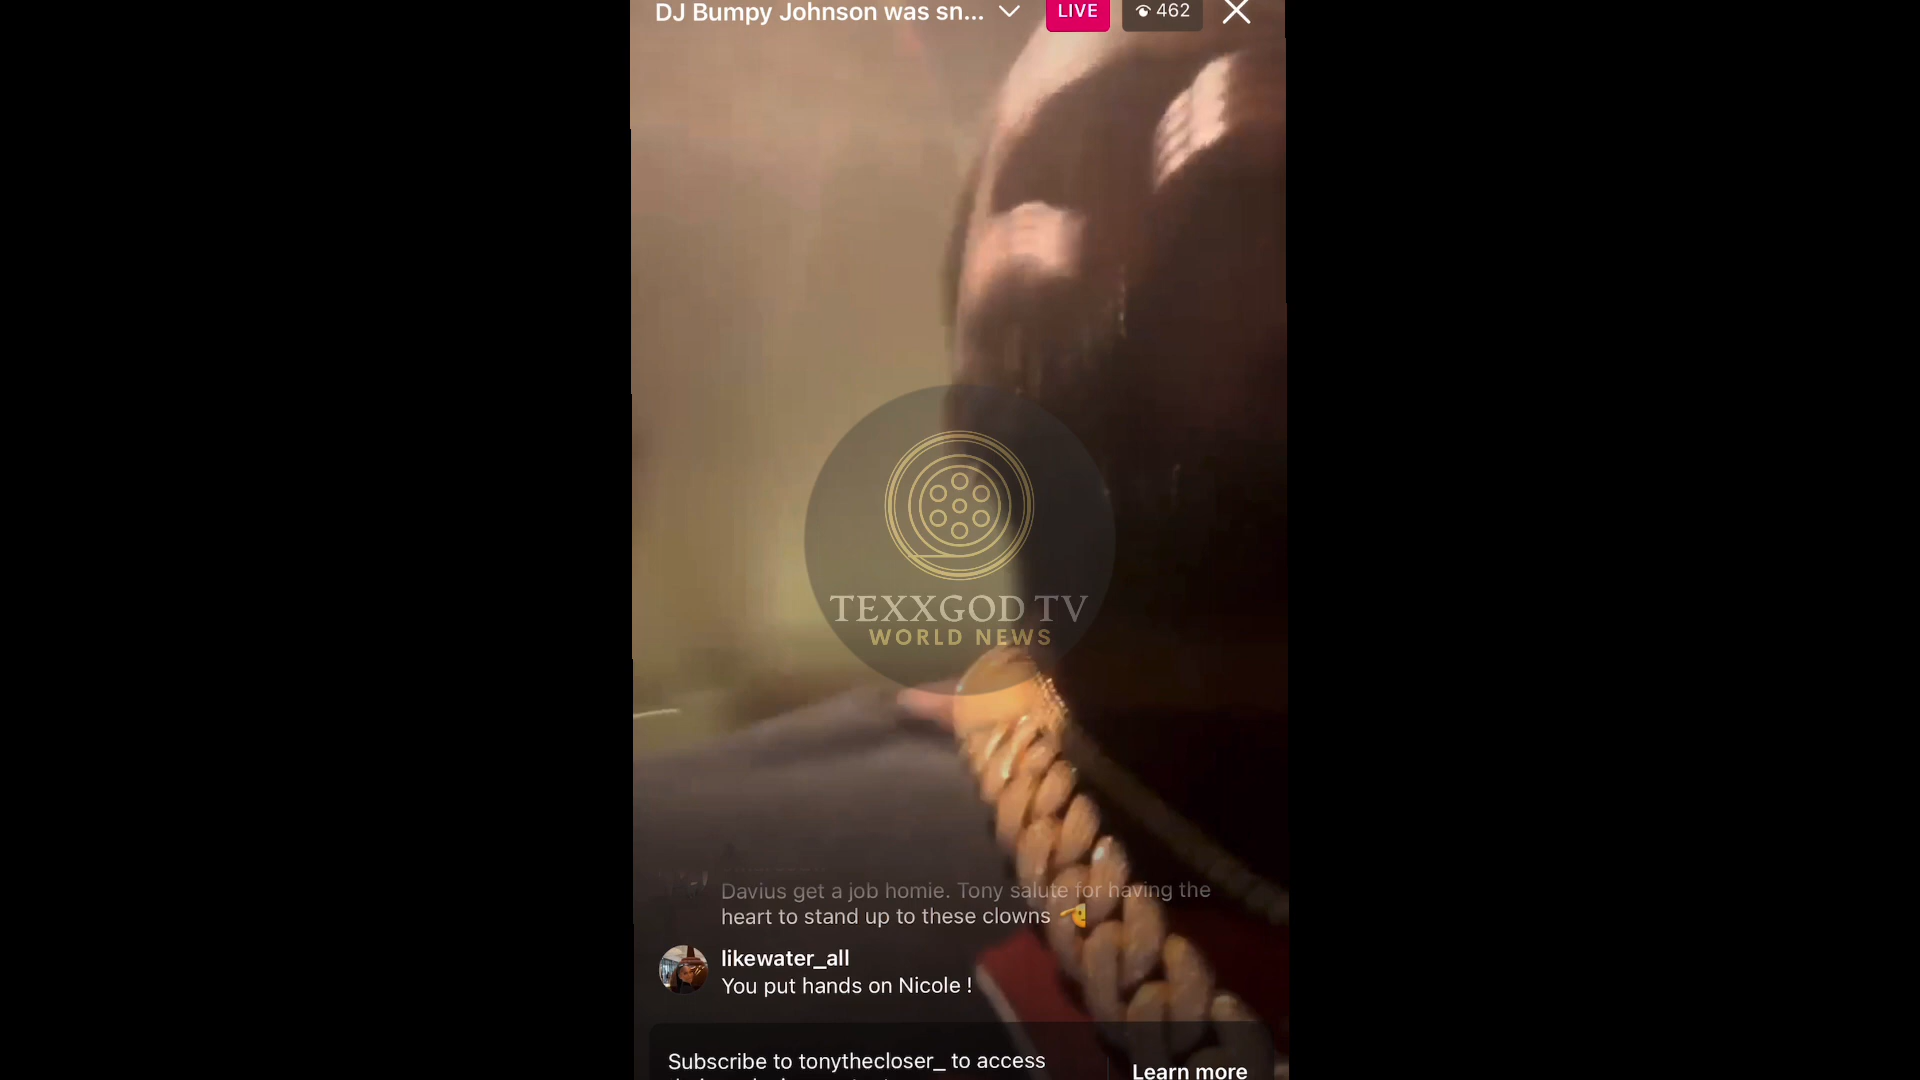 DJ Bumpy Johnson was sn...
LIVE
462
TEXXGOD TV
WORLD NEWS
Davius get a job homie. Tony salute for having the
heart to stand up to these clowns
likewater_all
You put hands on Nicole !
Subscribe to tonythecloser_ to access
Learn more